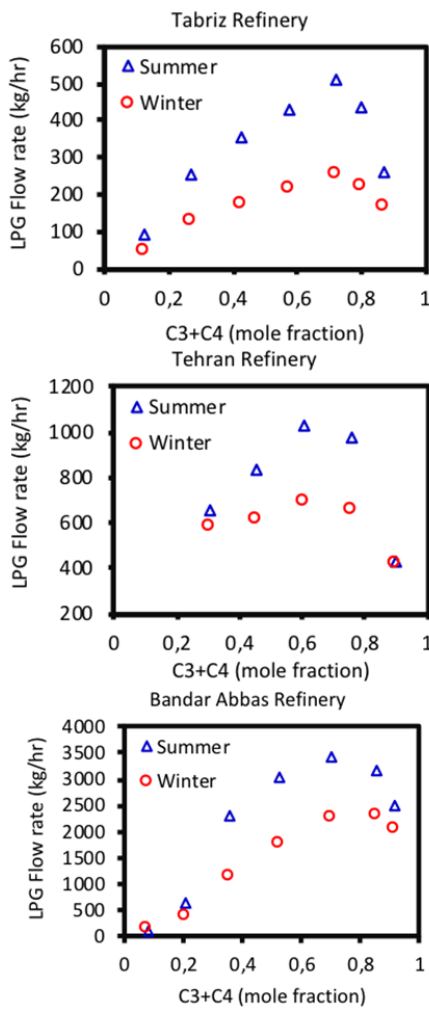 Tabriz Refinery
LPG Flow rate (kg/hr)
600
500
400
300
200
100
0
Summer
Winter
0 0,2 0,4 0,6 0,8 1
C3+C4 (mole fraction)
Tehran Refinery
LPG Flow rate (kg/hr)
1200
1000
800
600
400
200
Summer
Winter
0 0,2 0,4 0,6 0,8 1
C3+C4 (mole fraction)
Bandar Abbas Refinery
LPG Flow rate (kg/hr)
4000
3500
3000
2500
2000
1500
1000
500
0
Summer
Winter
0 0,2 0,4 0,6 0,8 1
C3+C4 (mole fraction)